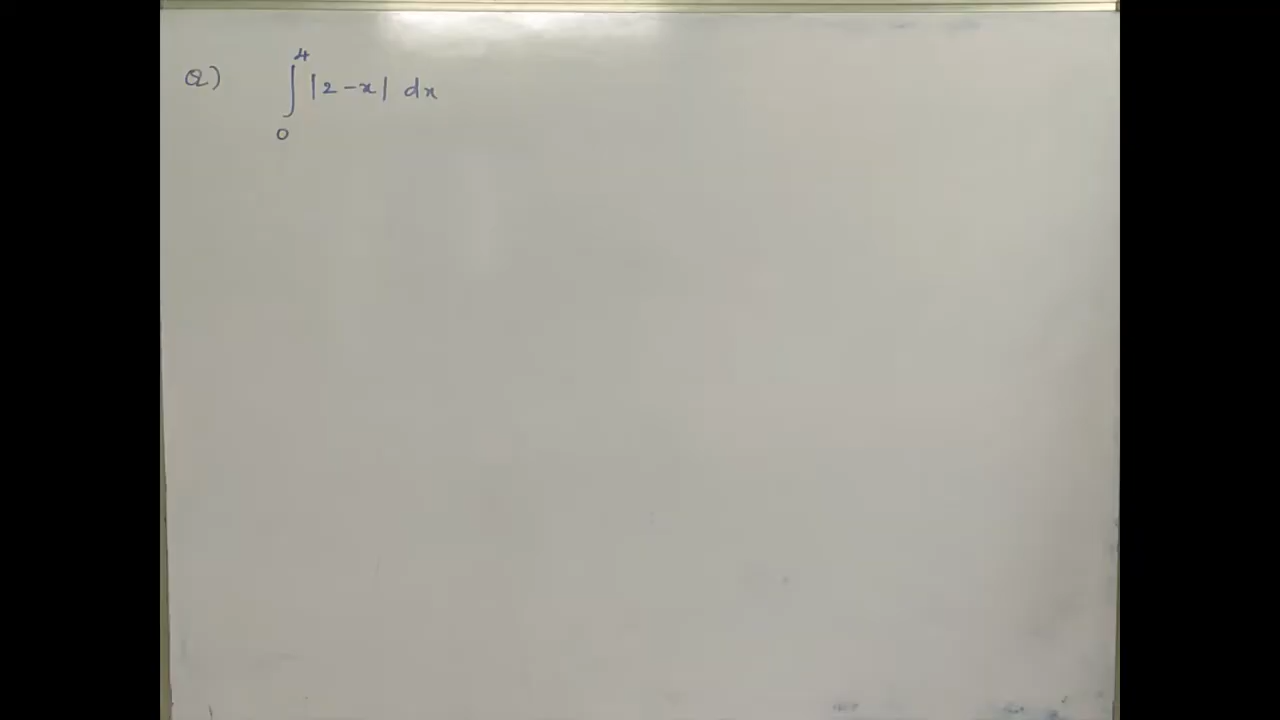 Q) ∫₀⁴ |2-x| dx